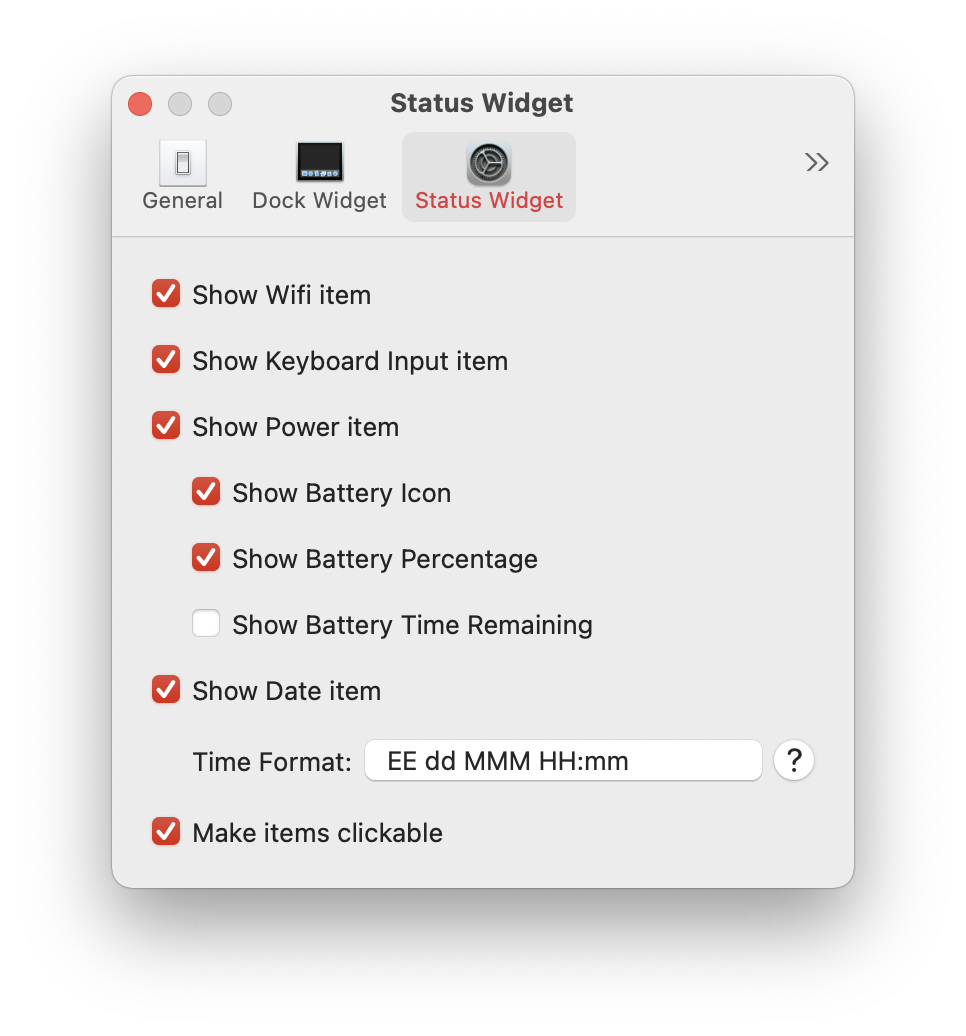 Status Widget
General
Dock Widget
Status Widget
Show Wifi item
Show Keyboard Input item
Show Power item
Show Battery Icon
Show Battery Percentage
Show Battery Time Remaining
Show Date item
Time Format: EE dd MMM HH:mm ?
Make items clickable